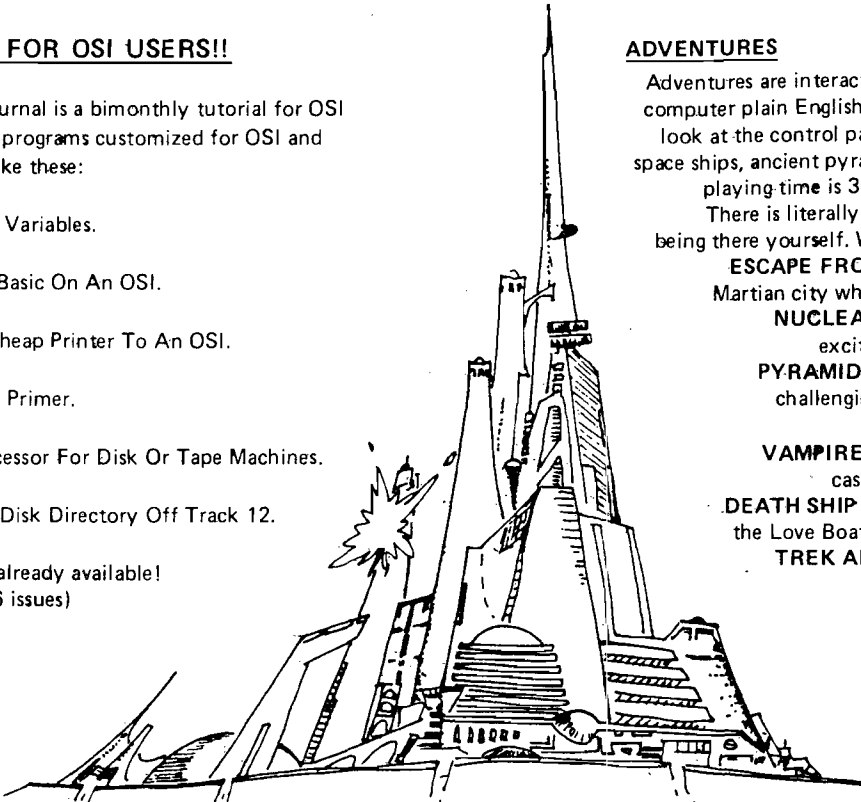 FOR OSI USERS!!
urnal is a bimonthly tutorial for OSI
programs customized for OSI and
ke these:
Variables.
Basic On An OSI.
heap Printer To An OSI.
Primer.
cessor For Disk Or Tape Machines.
Disk Directory Off Track 12.
already available!
6 issues)
ADVENTURES
Adventures are interac
computer plain English
look at the control pa
space ships, ancient pyra
playing time is 3
There is literally
being there yourself. W
ESCAPE FRO
Martian city wh
NUCLEA
exci
PYRAMID
challengi
VAMPIRE
cas
DEATH SHIP
the Love Boat
TREK A